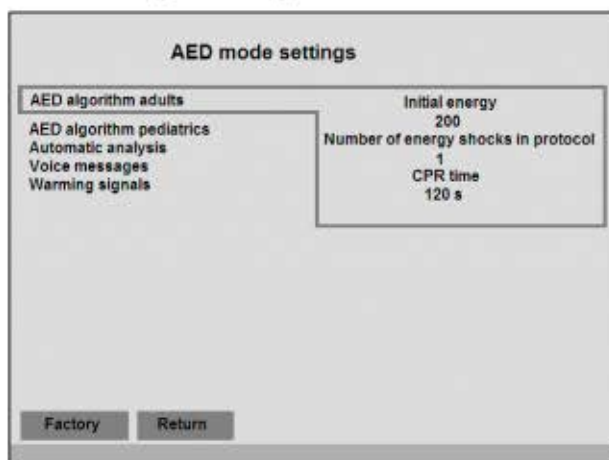 AED mode settings
AED algorithm adults
AED algorithm pediatrics
Automatic analysis
Voice messages
Warming signals
Initial energy
200
Number of energy shocks in protocol
1
CPR time
120 s
Factory
Return